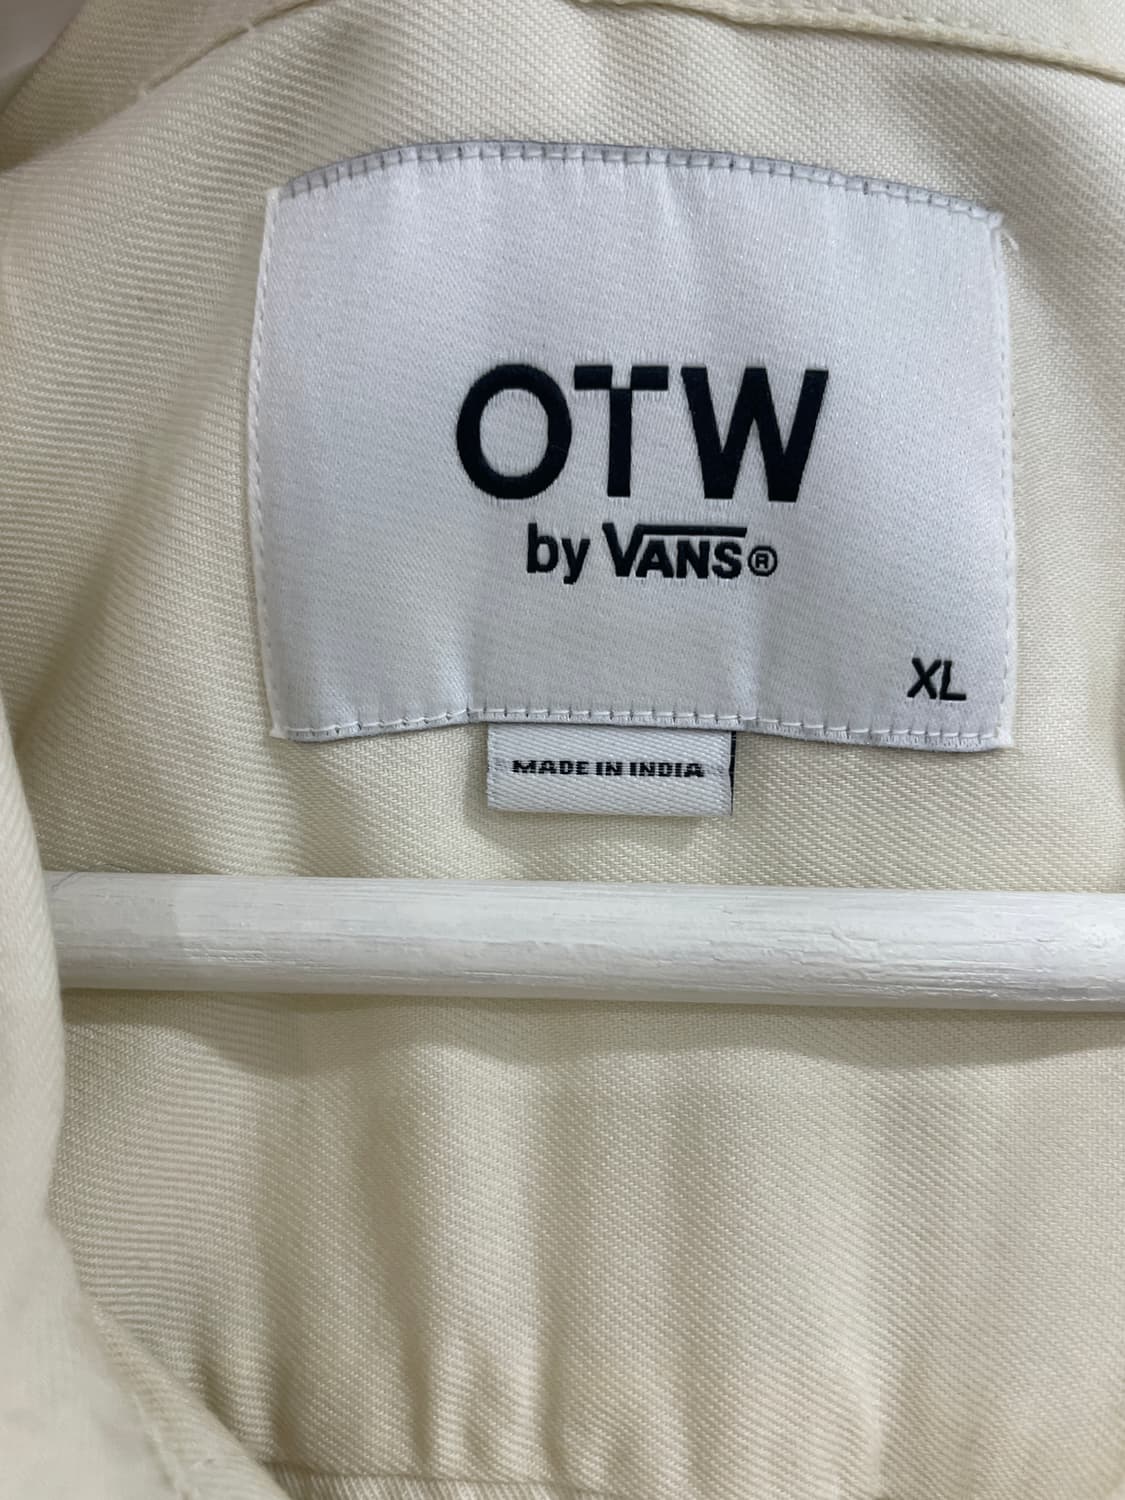 OTW
by VANS®
XL
MADE IN INDIA